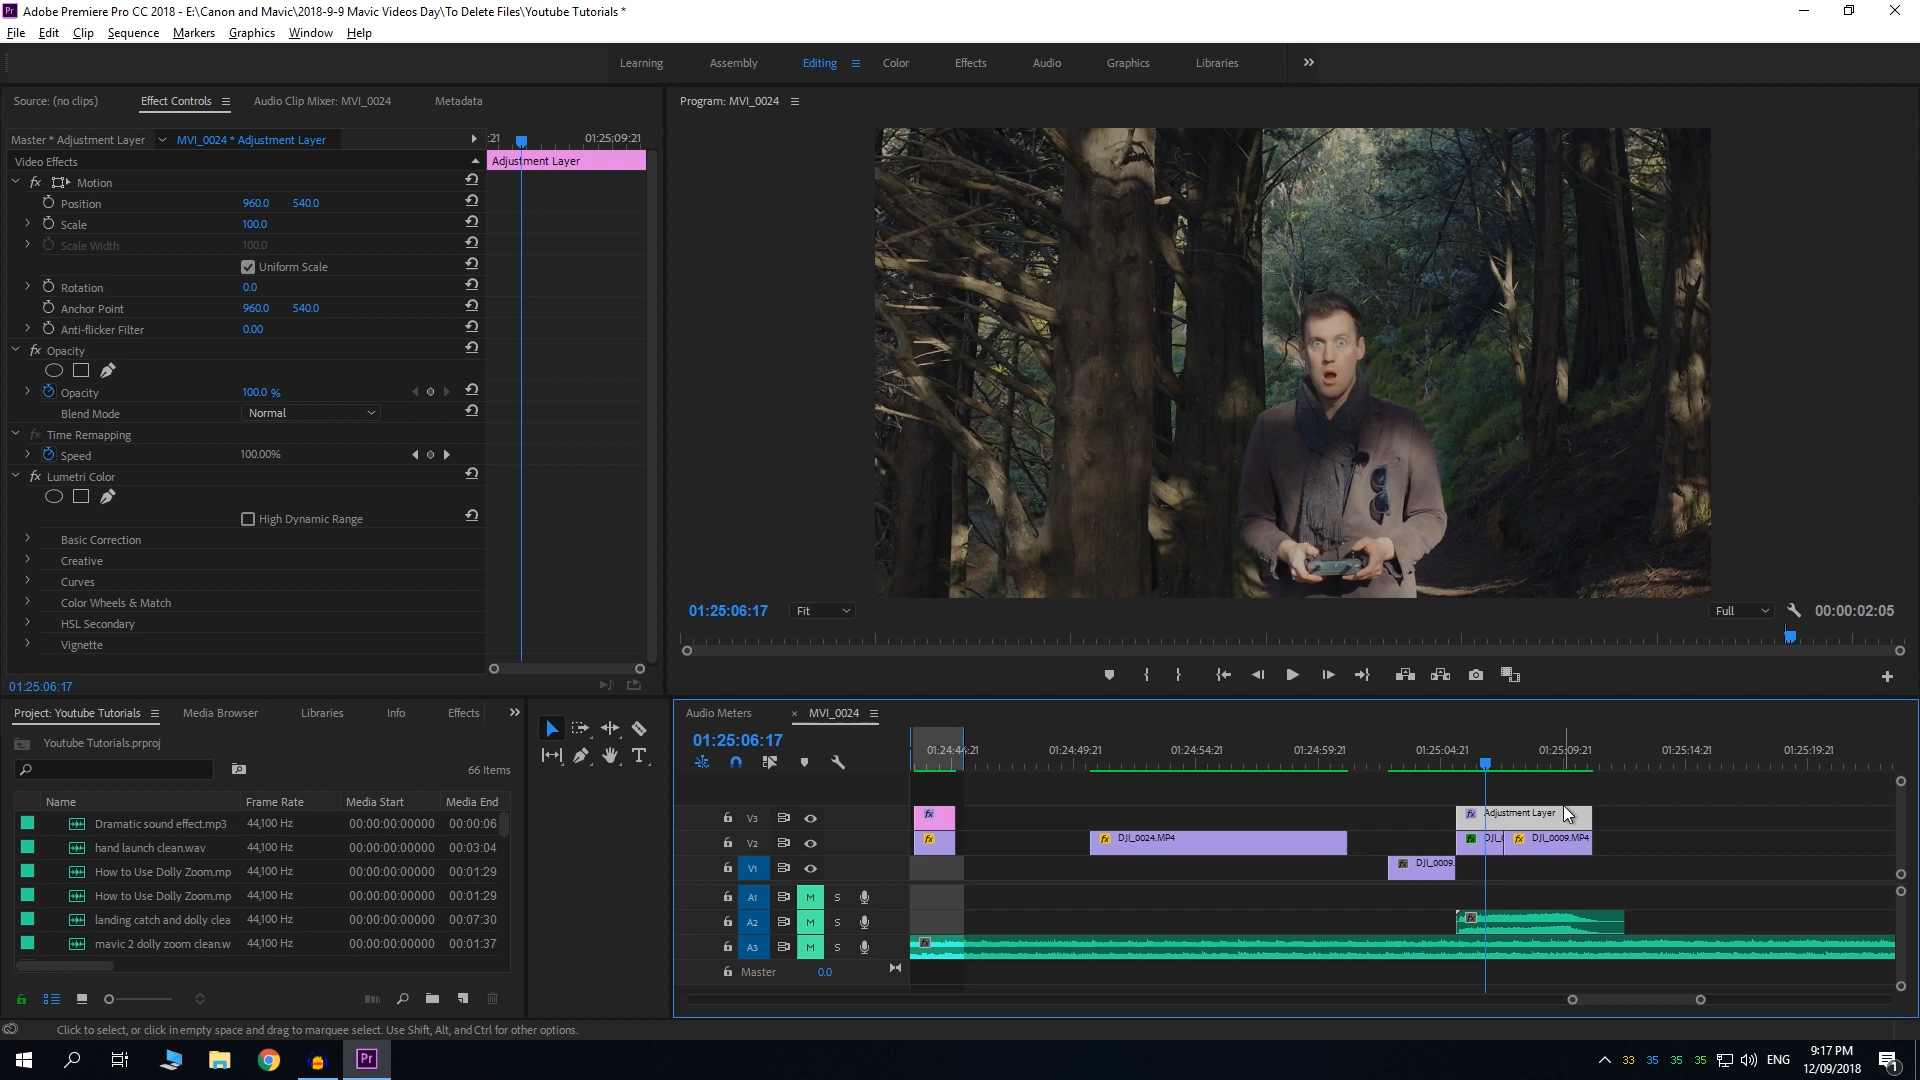 Adobe Premiere Pro CC 2018 - E:\Canon and Mavic\2018-9-9 Mavic Videos Day\To Delete Files\Youtube Tutorials *
File Edit Clip Sequence Markers Graphics Window Help
Learning Assembly Editing Color Effects Audio Graphics Libraries
Source: (no clips) Effect Controls Audio Clip Mixer: MVI_0024 Metadata
Program: MVI_0024
Master * Adjustment Layer MVI_0024 * Adjustment Layer :21 01:25:09:21
Video Effects Adjustment Layer
fx Motion
Position 960.0 540.0
Scale 100.0
Scale Width 100.0
Uniform Scale
Rotation 0.0
Anchor Point 960.0 540.0
Anti-flicker Filter 0.00
fx Opacity
Opacity 100.0 %
Blend Mode Normal
fx Time Remapping
Speed 100.00%
fx Lumetri Color
High Dynamic Range
Basic Correction
Creative
Curves
Color Wheels & Match
HSL Secondary
Vignette
01:25:06:17
01:25:06:17 Fit Full 00:00:02:05
Project: Youtube Tutorials Media Browser Libraries Info Effects
Youtube Tutorials.prproj
66 Items
Name Frame Rate Media Start Media End
Dramatic sound effect.mp3 44,100 Hz 00:00:00:00000 00:00:06
hand launch clean.wav 44,100 Hz 00:00:00:00000 00:03:04
How to Use Dolly Zoom.mp 44,100 Hz 00:00:00:00000 00:01:29
How to Use Dolly Zoom.mp 44,100 Hz 00:00:00:00000 00:01:29
landing catch and dolly clea 44,100 Hz 00:00:00:00000 00:07:30
mavic 2 dolly zoom clean.w 44,100 Hz 00:00:00:00000 00:01:37
Audio Meters × MVI_0024
01:25:06:17
01:24:44:21 01:24:49:21 01:24:54:21 01:24:59:21 01:25:04:21 01:25:09:21 01:25:14:21 01:25:19:21
V3 fx fx Adjustment Layer
V2 fx fx DJI_0024.MP4 fx DJI_0 fx DJI_0009.MP4
V1 fx DJI_0009.
A1 M S
A2 M S fx
A3 M S fx
Master 0.0
Click to select, or click in empty space and drag to marquee select. Use Shift, Alt, and Ctrl for other options.
Pr 33 35 35 35 ENG 9:17 PM
12/09/2018 1